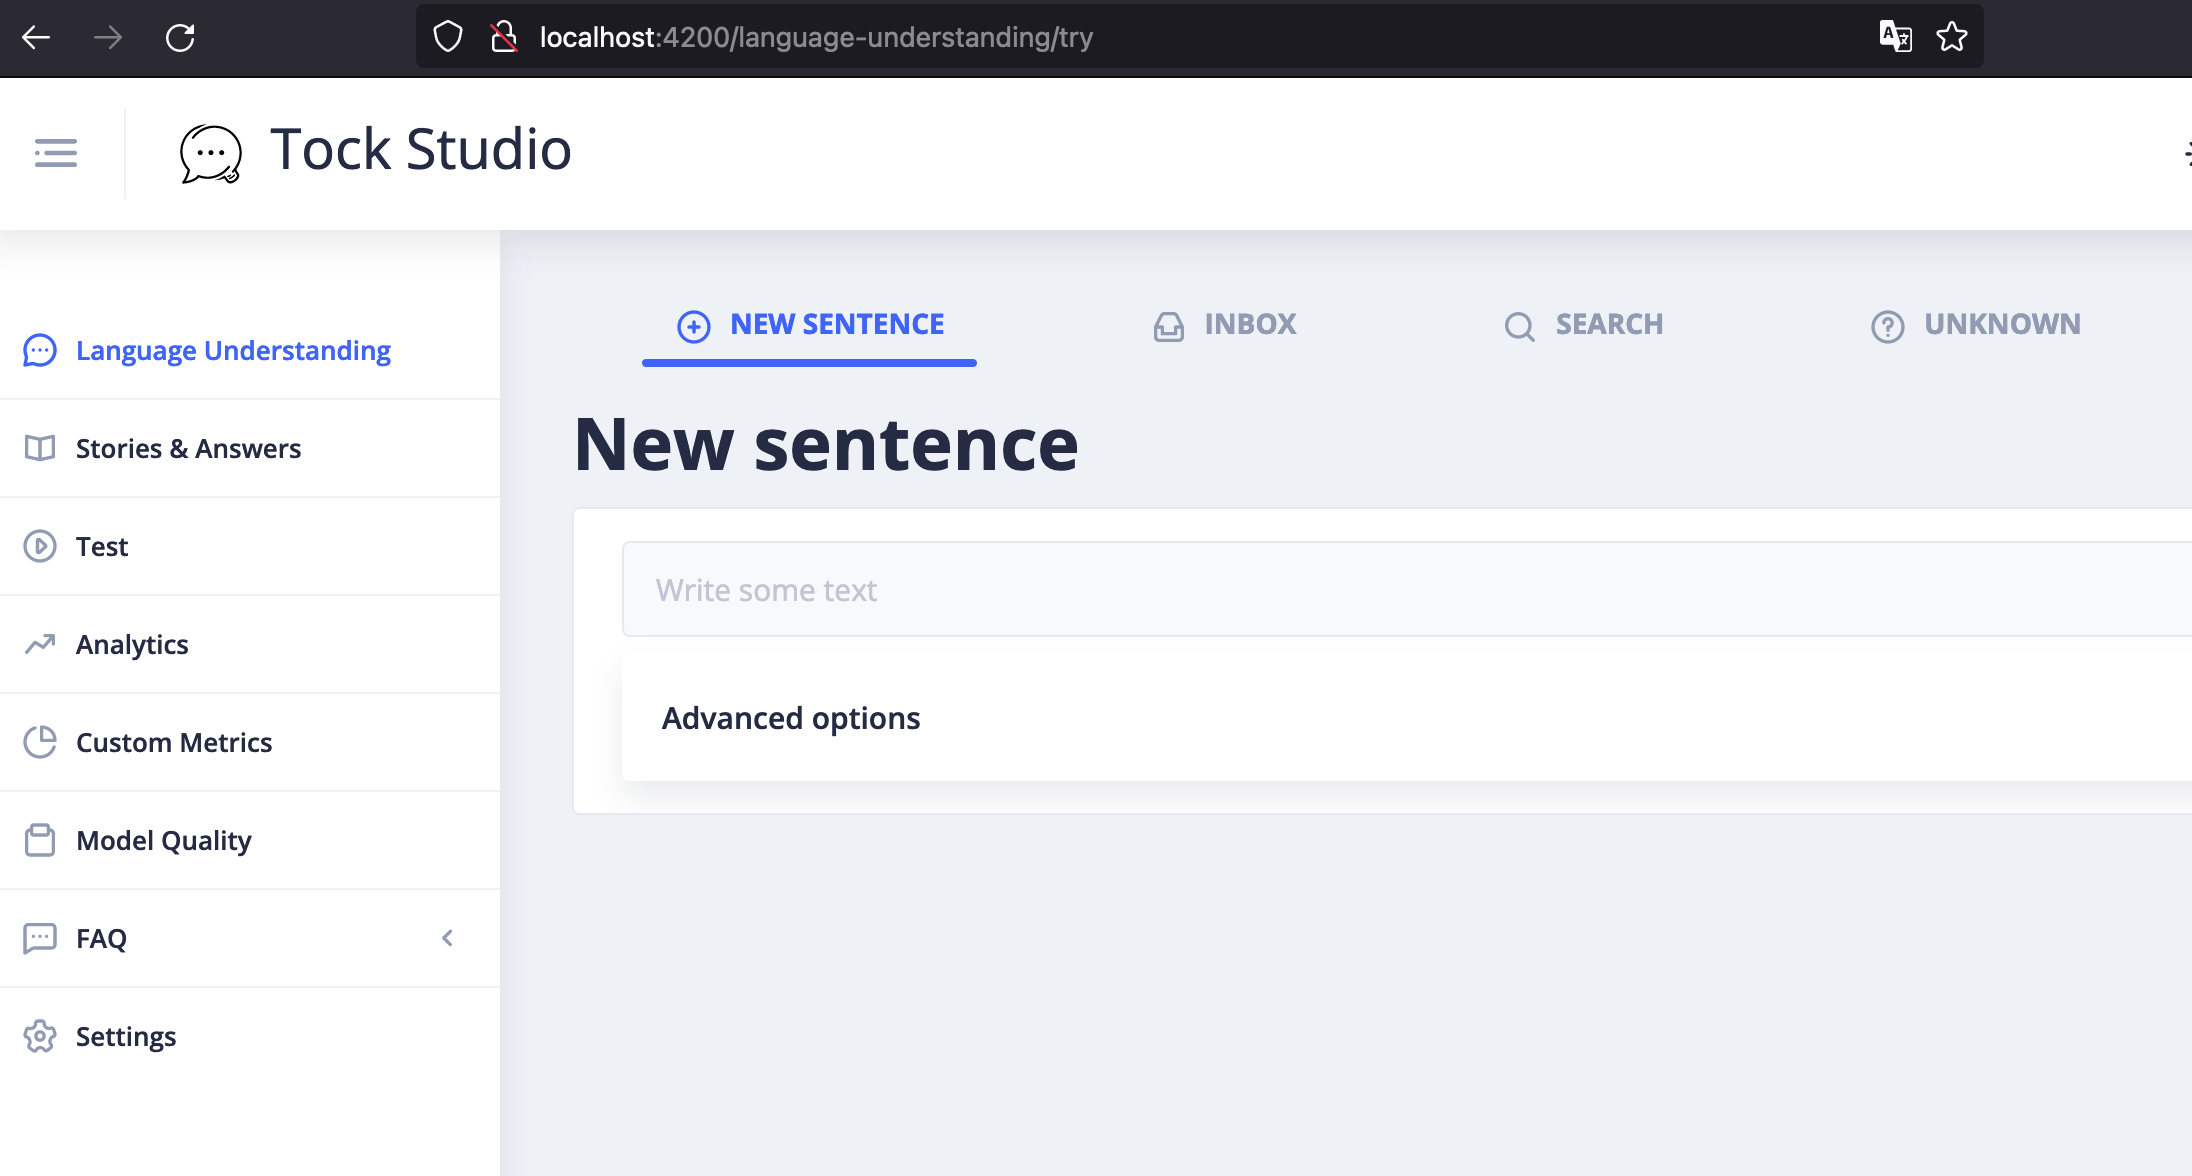 localhost:4200/language-understanding/try
Tock Studio
NEW SENTENCE
INBOX
SEARCH
UNKNOWN
Language Understanding
Stories & Answers
Test
Analytics
Custom Metrics
Model Quality
FAQ
Settings
New sentence
Write some text
Advanced options